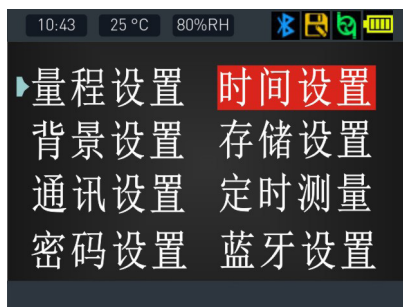 10:43 25 °C 80%RH
量程设置 时间设置
背景设置 存储设置
通讯设置 定时测量
密码设置 蓝牙设置